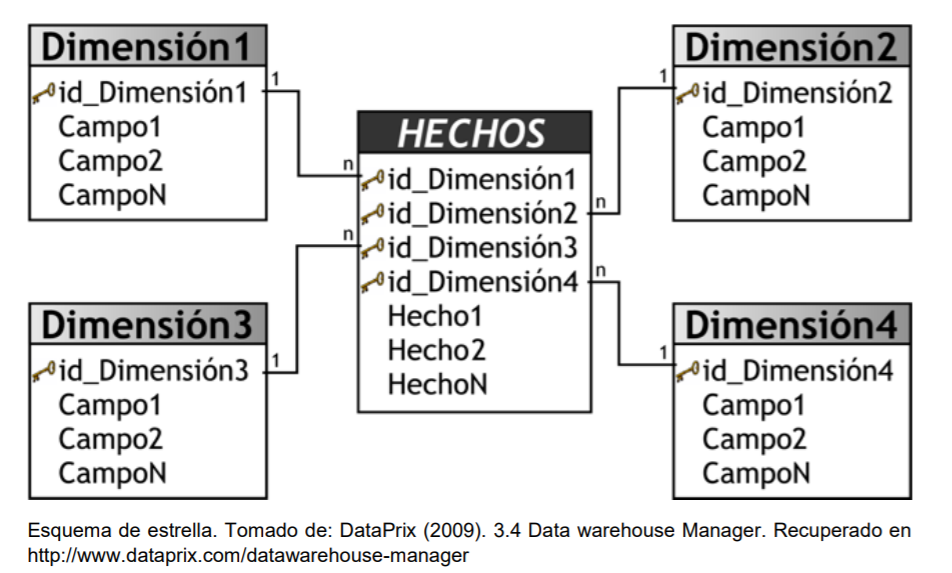 Dimensión1
id_Dimensión1
Campo1
Campo2
CampoN
1
n
Dimensión2
id_Dimensión2
Campo1
Campo2
CampoN
1
n
HECHOS
id_Dimensión1
id_Dimensión2
id_Dimensión3
id_Dimensión4
Hecho1
Hecho2
HechoN
Dimensión3
id_Dimensión3
Campo1
Campo2
CampoN
1
n
Dimensión4
id_Dimensión4
Campo1
Campo2
CampoN
1
n
Esquema de estrella. Tomado de: DataPrix (2009). 3.4 Data warehouse Manager. Recuperado en
http://www.dataprix.com/datawarehouse-manager